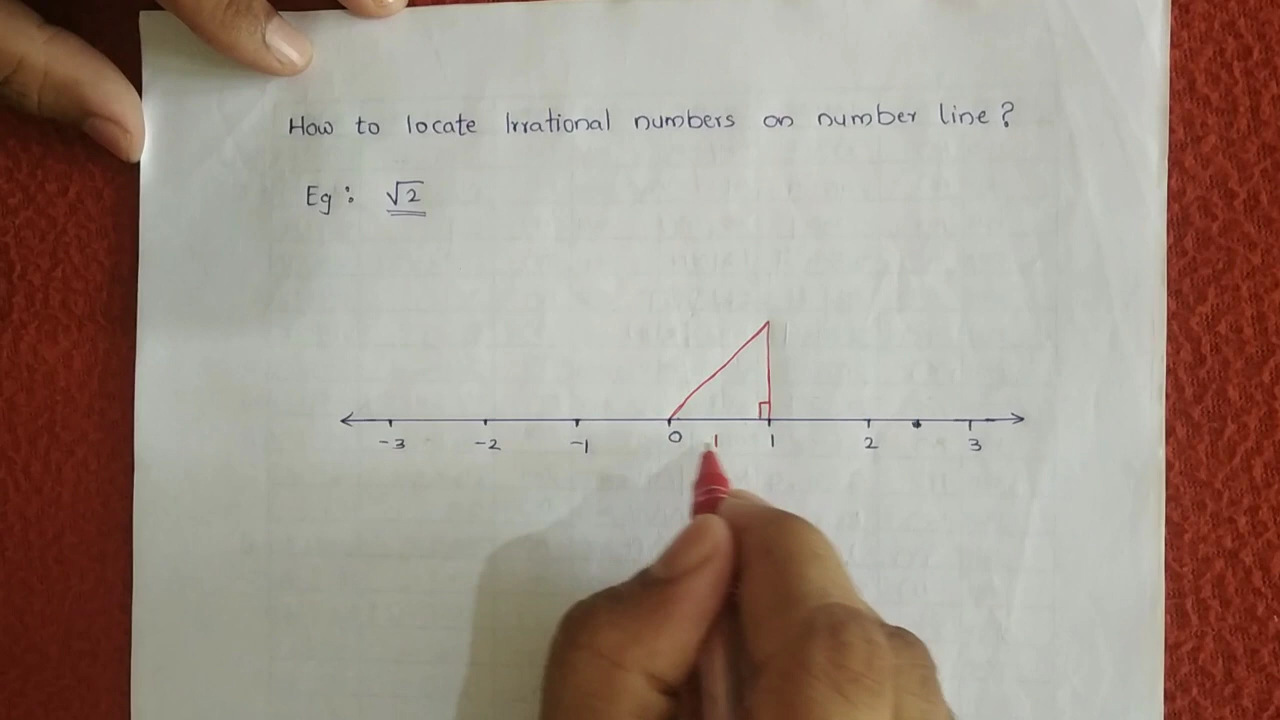 How to locate Irrational numbers on number line?
Eg: √2
-3 -2 -1 0 1 1 2 3